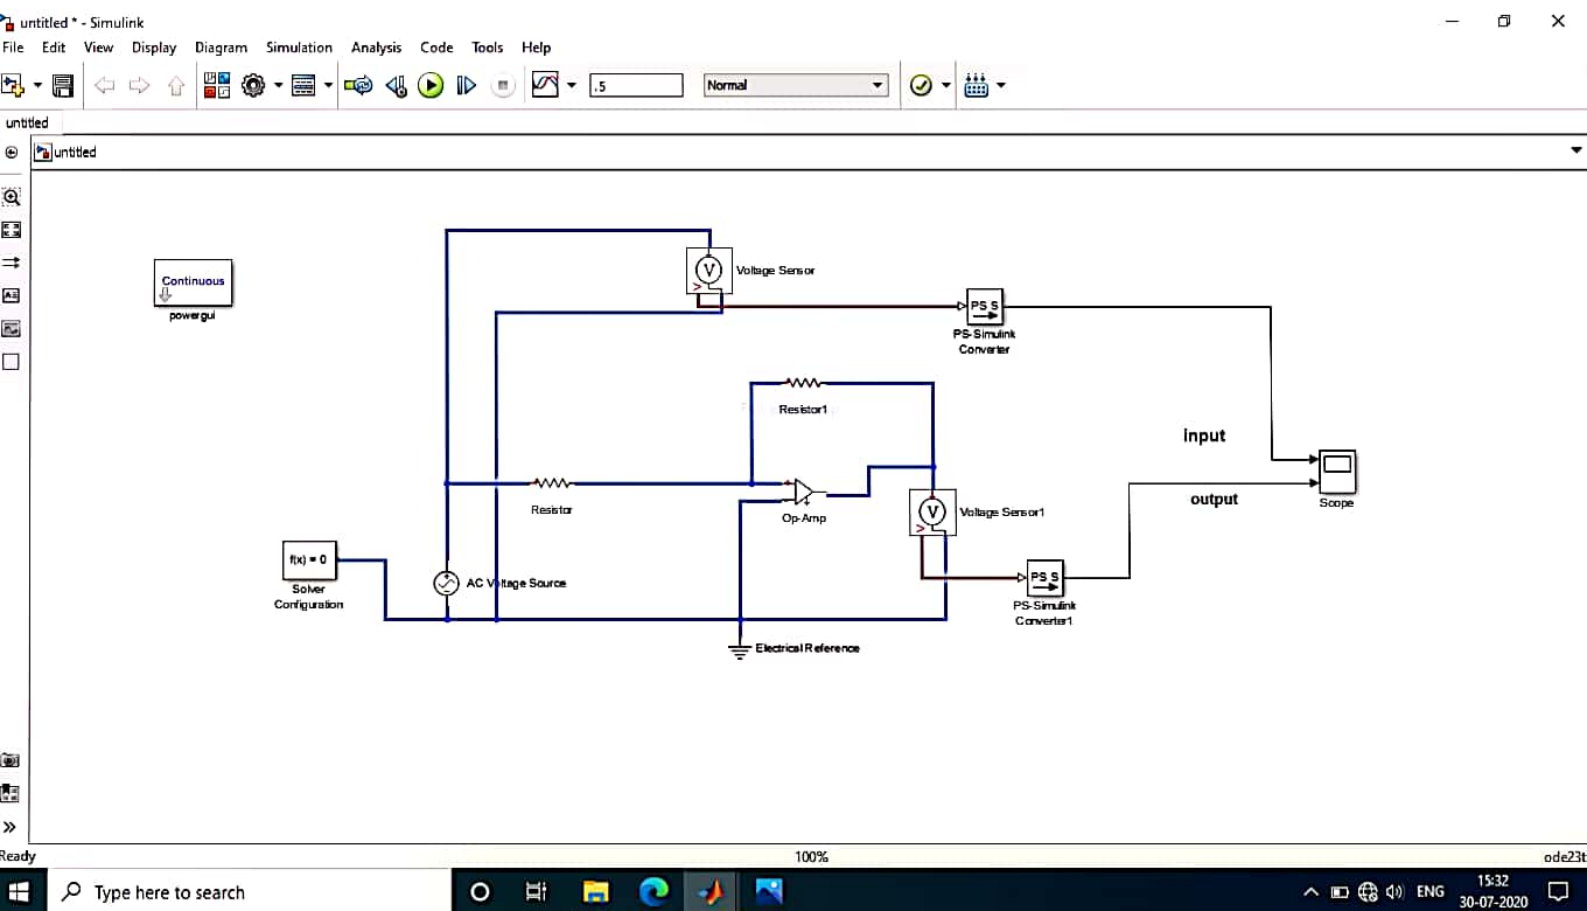 untitled * - Simulink
File Edit View Display Diagram Simulation Analysis Code Tools Help
.5 Normal
untitled
untitled
Continuous
powergui
V
Voltage Sensor
PS S
PS-Simulink
Converter
Resistor1
input
Resistor
Op-Amp
V
Voltage Sensor1
output
Scope
f(x) = 0
Solver
Configuration
AC Voltage Source
PS S
PS-Simulink
Converter1
Electrical Reference
Ready 100% ode23t
Type here to search
ENG
15:32
30-07-2020